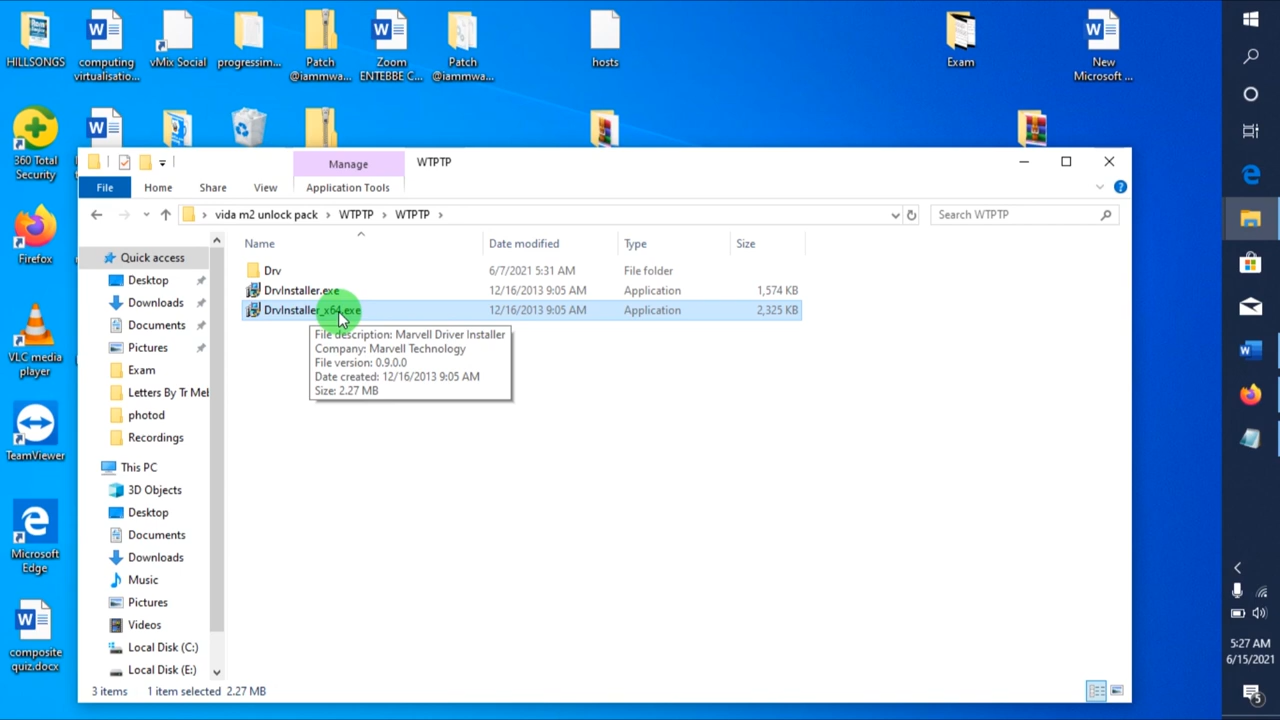 HILLSONGS
computing
virtualisatio...
vMix Social
progressim...
Patch
@iammwa...
Zoom
ENTEBBE C...
Patch
@iammwa...
hosts
Exam
New
Microsoft ...
360 Total
Security
Firefox
VLC media
player
TeamViewer
Microsoft
Edge
composite
quiz.docx
Manage
WTPTP
File
Home
Share
View
Application Tools
vida m2 unlock pack
WTPTP
WTPTP
Search WTPTP
Name
Date modified
Type
Size
Drv
6/7/2021 5:31 AM
File folder
DrvInstaller.exe
12/16/2013 9:05 AM
Application
1,574 KB
DrvInstaller_x64.exe
12/16/2013 9:05 AM
Application
2,325 KB
File description: Marvell Driver Installer
Company: Marvell Technology
File version: 0.9.0.0
Date created: 12/16/2013 9:05 AM
Size: 2.27 MB
Quick access
Desktop
Downloads
Documents
Pictures
Exam
Letters By Tr Mel
photod
Recordings
This PC
3D Objects
Desktop
Documents
Downloads
Music
Pictures
Videos
Local Disk (C:)
Local Disk (E:)
3 items
1 item selected 2.27 MB
5:27 AM
6/15/2021
5